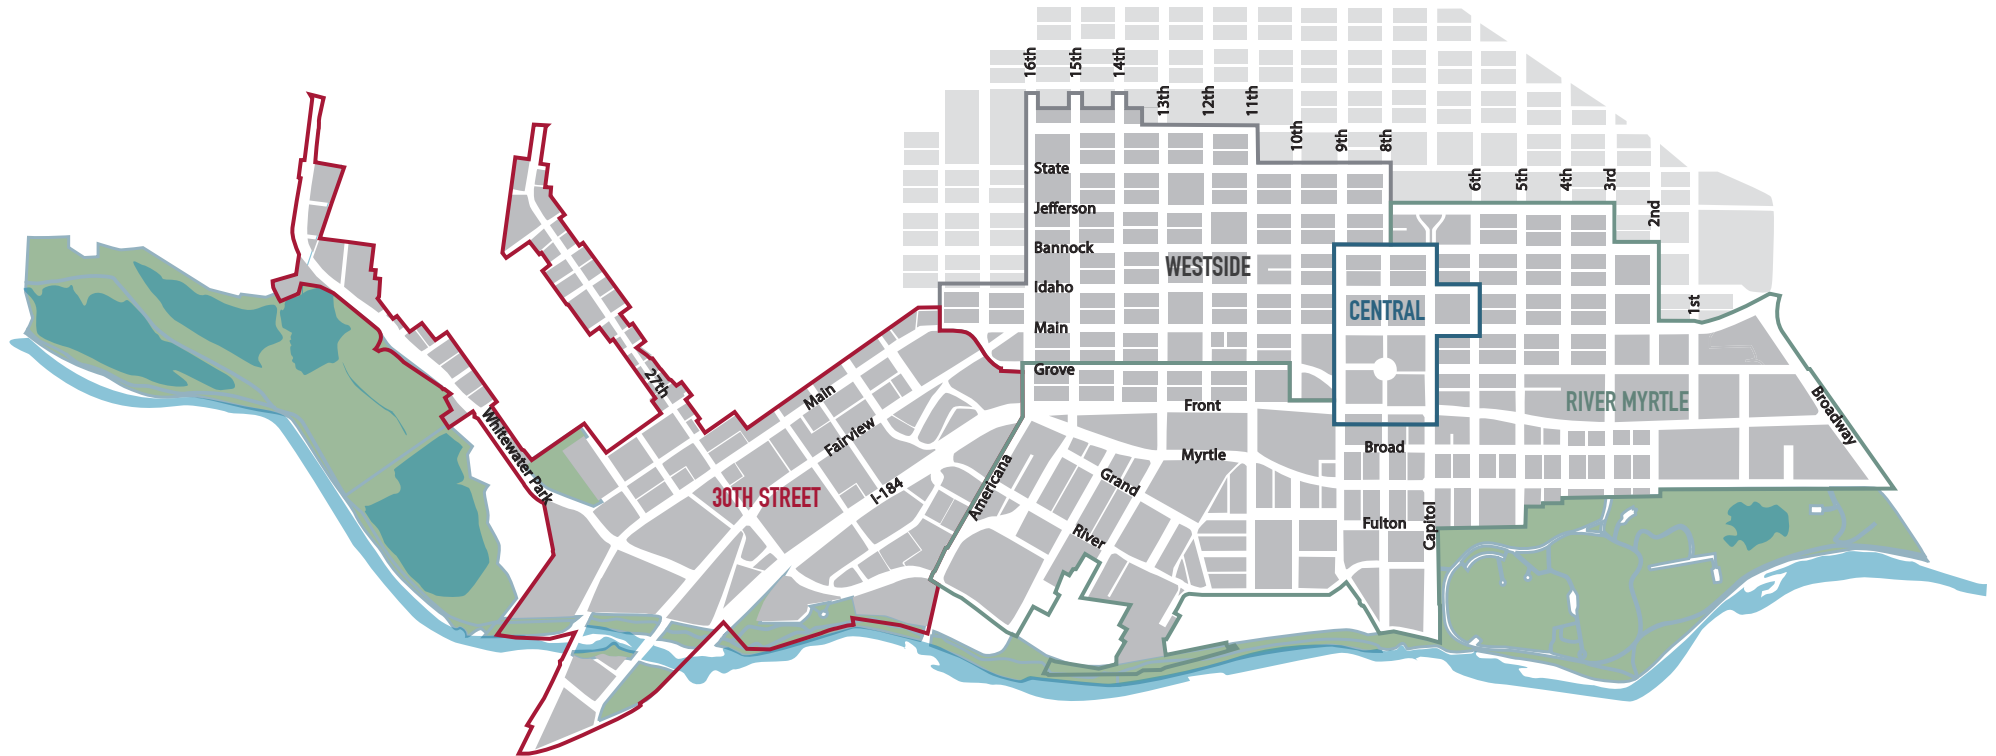 16th
15th
14th
13th
12th
11th
10th
9th
8th
6th
5th
4th
3rd
2nd
1st
State
Jefferson
Bannock
Idaho
Main
Grove
WESTSIDE
CENTRAL
RIVER MYRTLE
Broadway
27th
Main
Fairview
Whitewater Park
30TH STREET
I-184
Americana
Front
Myrtle
Grand
River
Broad
Fulton
Capitol